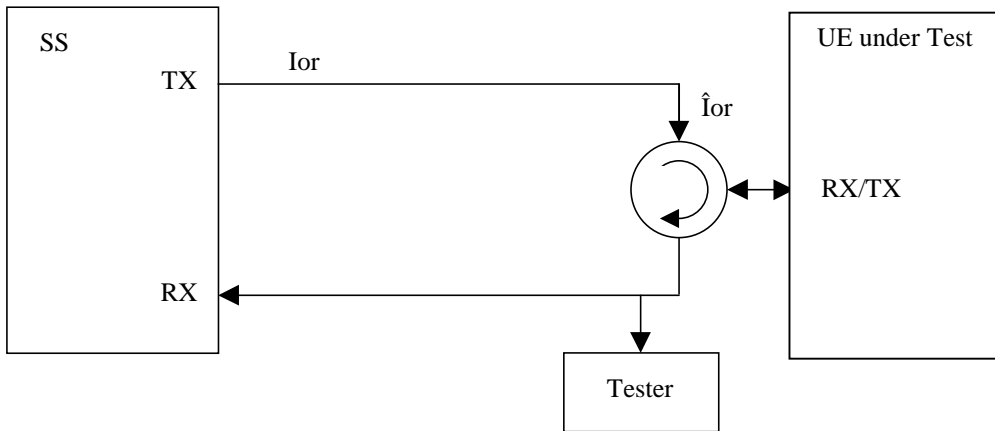 SS
UE under Test
TX
Ior
Îor
RX/TX
RX
Tester